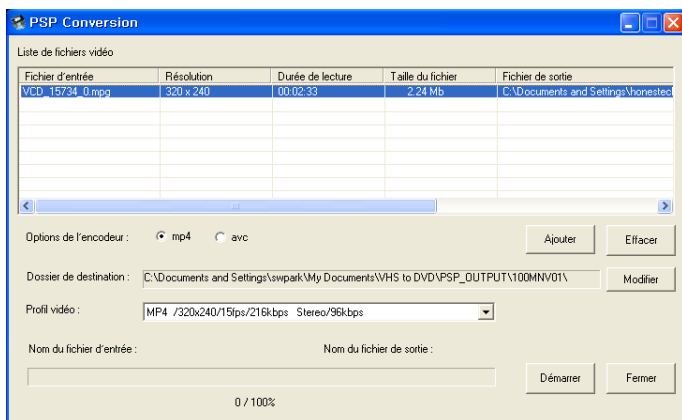 PSP Conversion
Liste de fichiers vidéo
Fichier d'entrée Résolution Durée de lecture Taille du fichier Fichier de sortie
VCD_15734_0.mpg 320 x 240 00:02:33 2.24 Mb C:\Documents and Settings\honestecl
Options de l'encodeur : mp4 avc Ajouter Effacer
Dossier de destination : C:\Documents and Settings\swpark\My Documents\VHS to DVD\PSP_OUTPUT\100MNV01\ Modifier
Profil vidéo : MP4 /320x240/15fps/216kbps Stereo/96kbps
Nom du fichier d'entrée : Nom du fichier de sortie :
Démarrer Fermer
0 / 100%